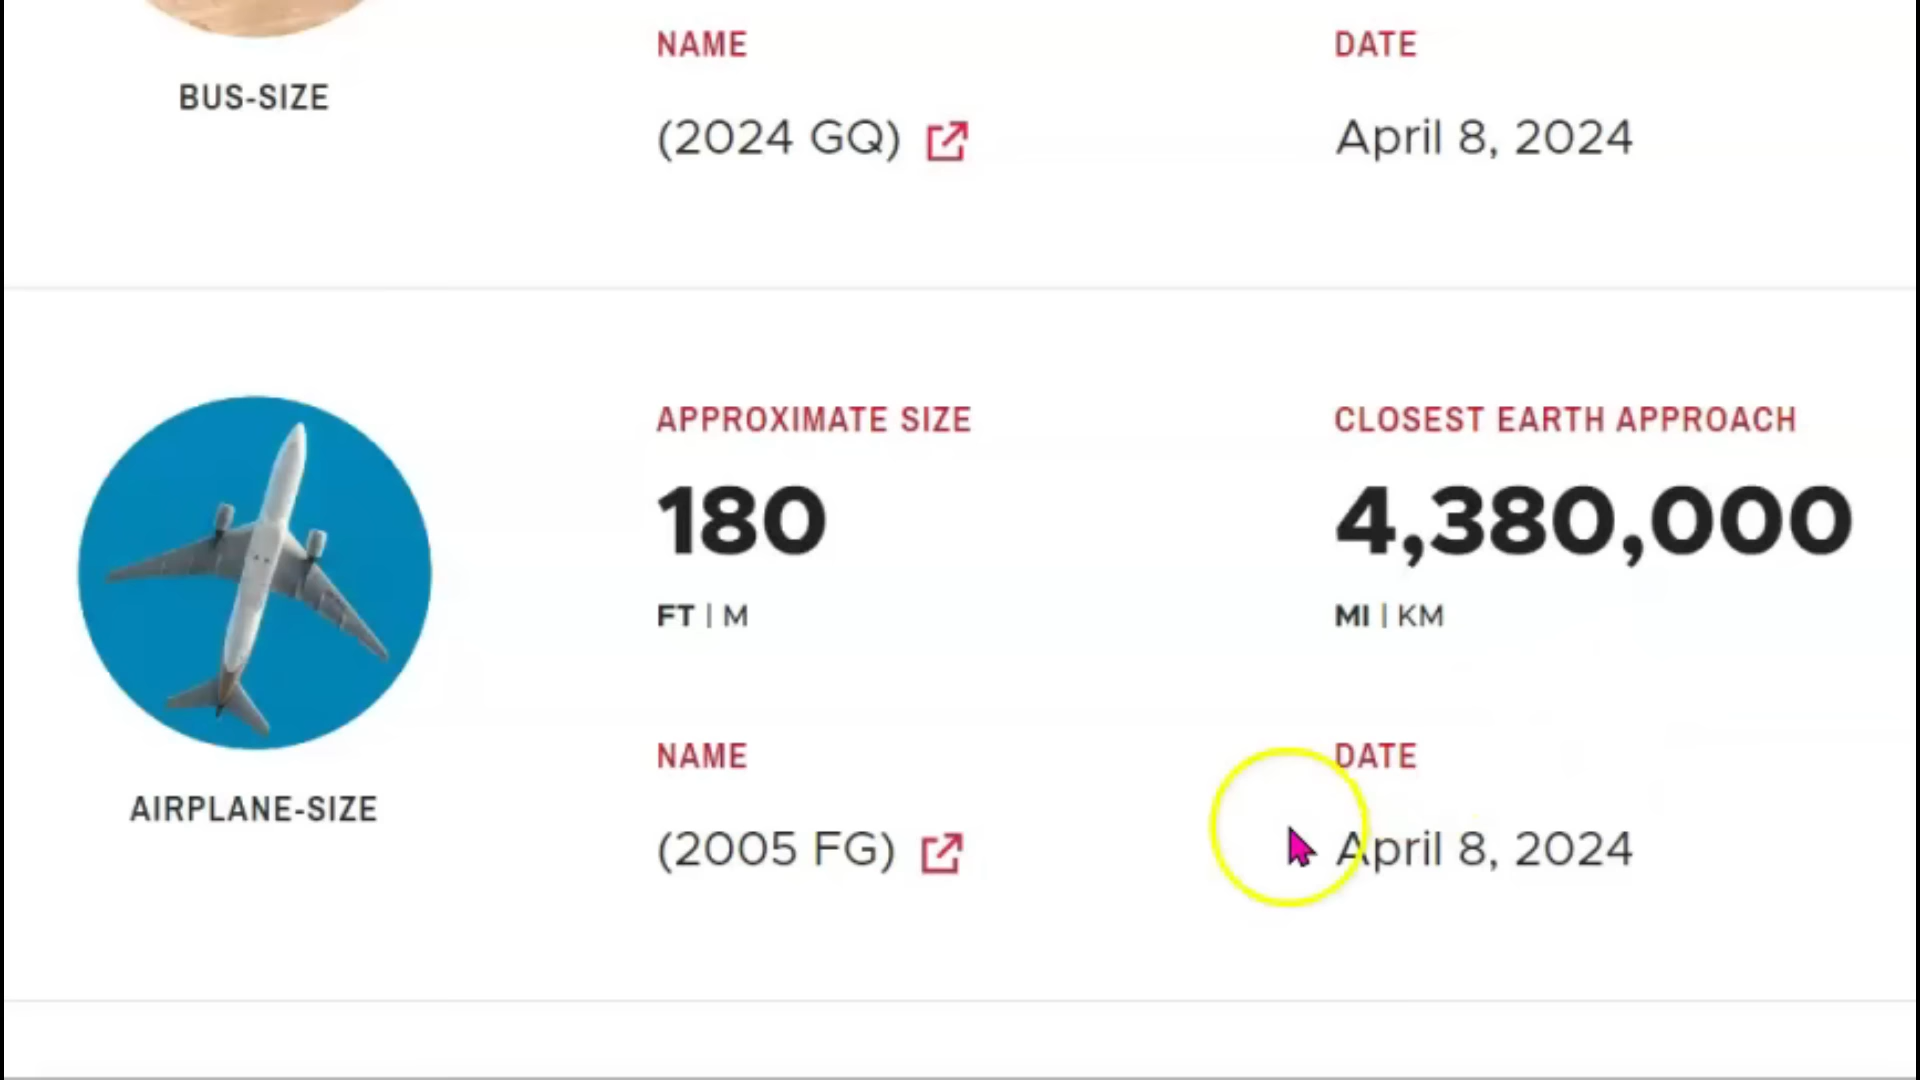 NAME
DATE
BUS-SIZE
(2024 GQ)
April 8, 2024
APPROXIMATE SIZE
CLOSEST EARTH APPROACH
180
4,380,000
FT | M
MI | KM
NAME
DATE
AIRPLANE-SIZE
(2005 FG)
April 8, 2024